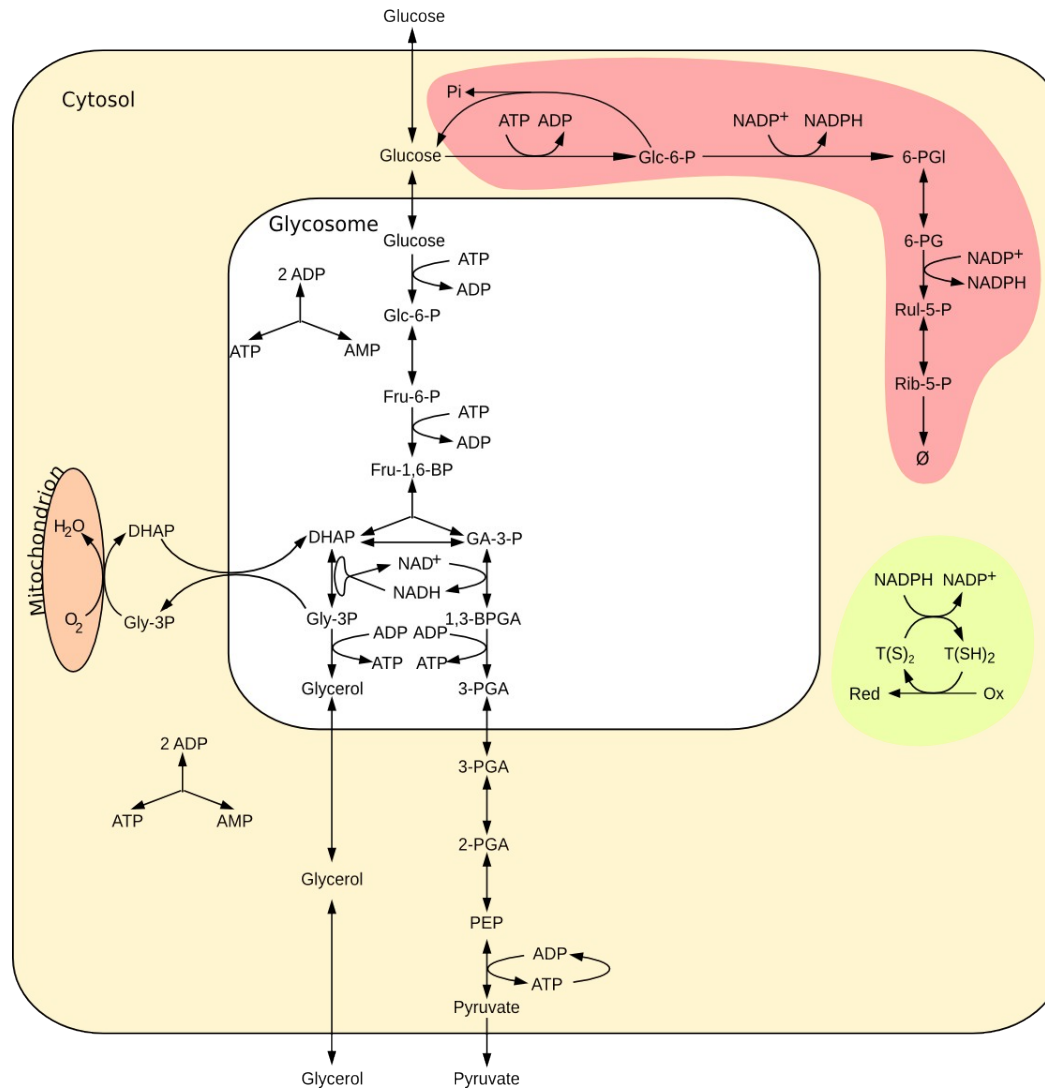 Glucose
Cytosol
Pi
ATP ADP
NADP+ NADPH
Glucose
Glc-6-P
6-PGl
Glycosome
Glucose
6-PG
ATP
NADP+
2 ADP
ADP
NADPH
Glc-6-P
Rul-5-P
ATP
AMP
Fru-6-P
Rib-5-P
ATP
ADP
Fru-1,6-BP
Ø
Mitochondrion
H2O
DHAP
DHAP
GA-3-P
NAD+
NADH
NADPH NADP+
O2
Gly-3P
Gly-3P
1,3-BPGA
ADP ADP
ATP ATP
T(S)2
T(SH)2
Glycerol
3-PGA
Red
Ox
2 ADP
3-PGA
ATP
AMP
2-PGA
Glycerol
PEP
ADP
ATP
Pyruvate
Glycerol
Pyruvate